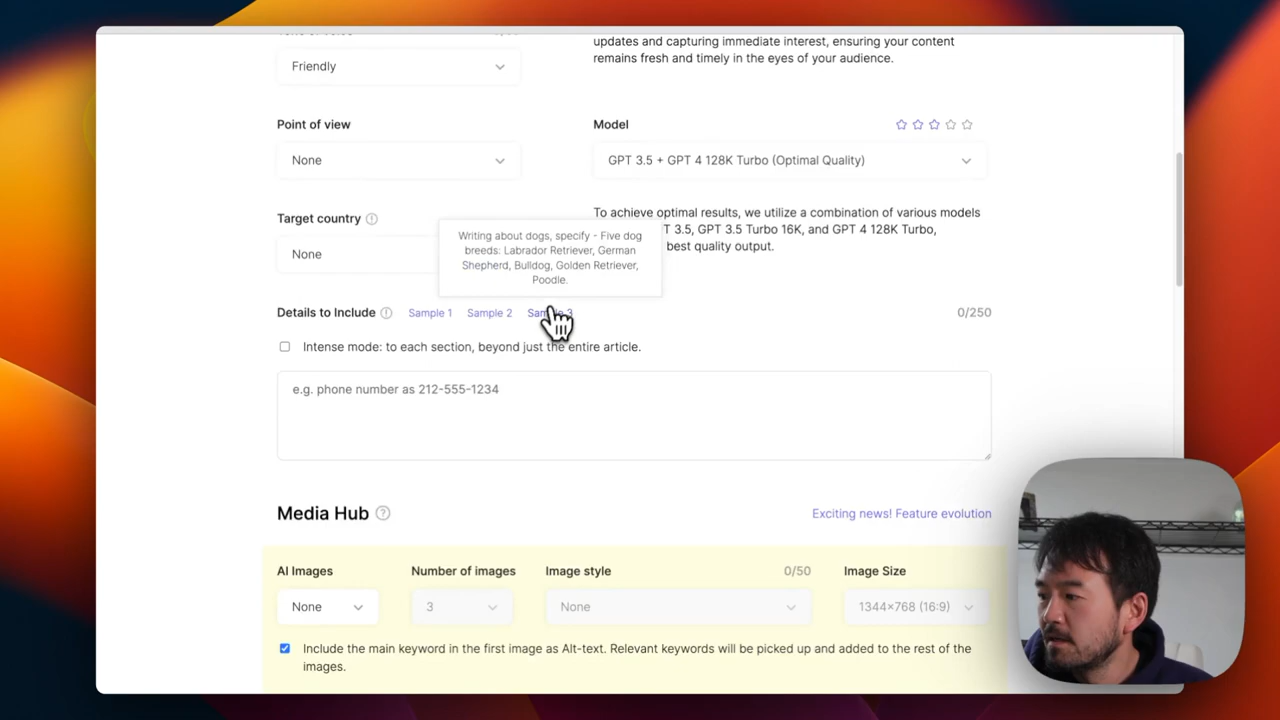 updates and capturing immediate interest, ensuring your content
Friendly
remains fresh and timely in the eyes of your audience.
Point of view
Model
None
GPT 3.5 + GPT 4 128K Turbo (Optimal Quality)
Target country
To achieve optimal results, we utilize a combination of various models
T 3.5, GPT 3.5 Turbo 16K, and GPT 4 128K Turbo,
best quality output.
None
Writing about dogs, specify - Five dog
breeds: Labrador Retriever, German
Shepherd, Bulldog, Golden Retriever,
Poodle.
Details to Include
Sample 1
Sample 2
0/250
Intense mode: to each section, beyond just the entire article.
e.g. phone number as 212-555-1234
Media Hub
Exciting news! Feature evolution
AI Images
Number of images
Image style
0/50
Image Size
None
3
None
1344×768 (16:9)
Include the main keyword in the first image as Alt-text. Relevant keywords will be picked up and added to the rest of the
images.